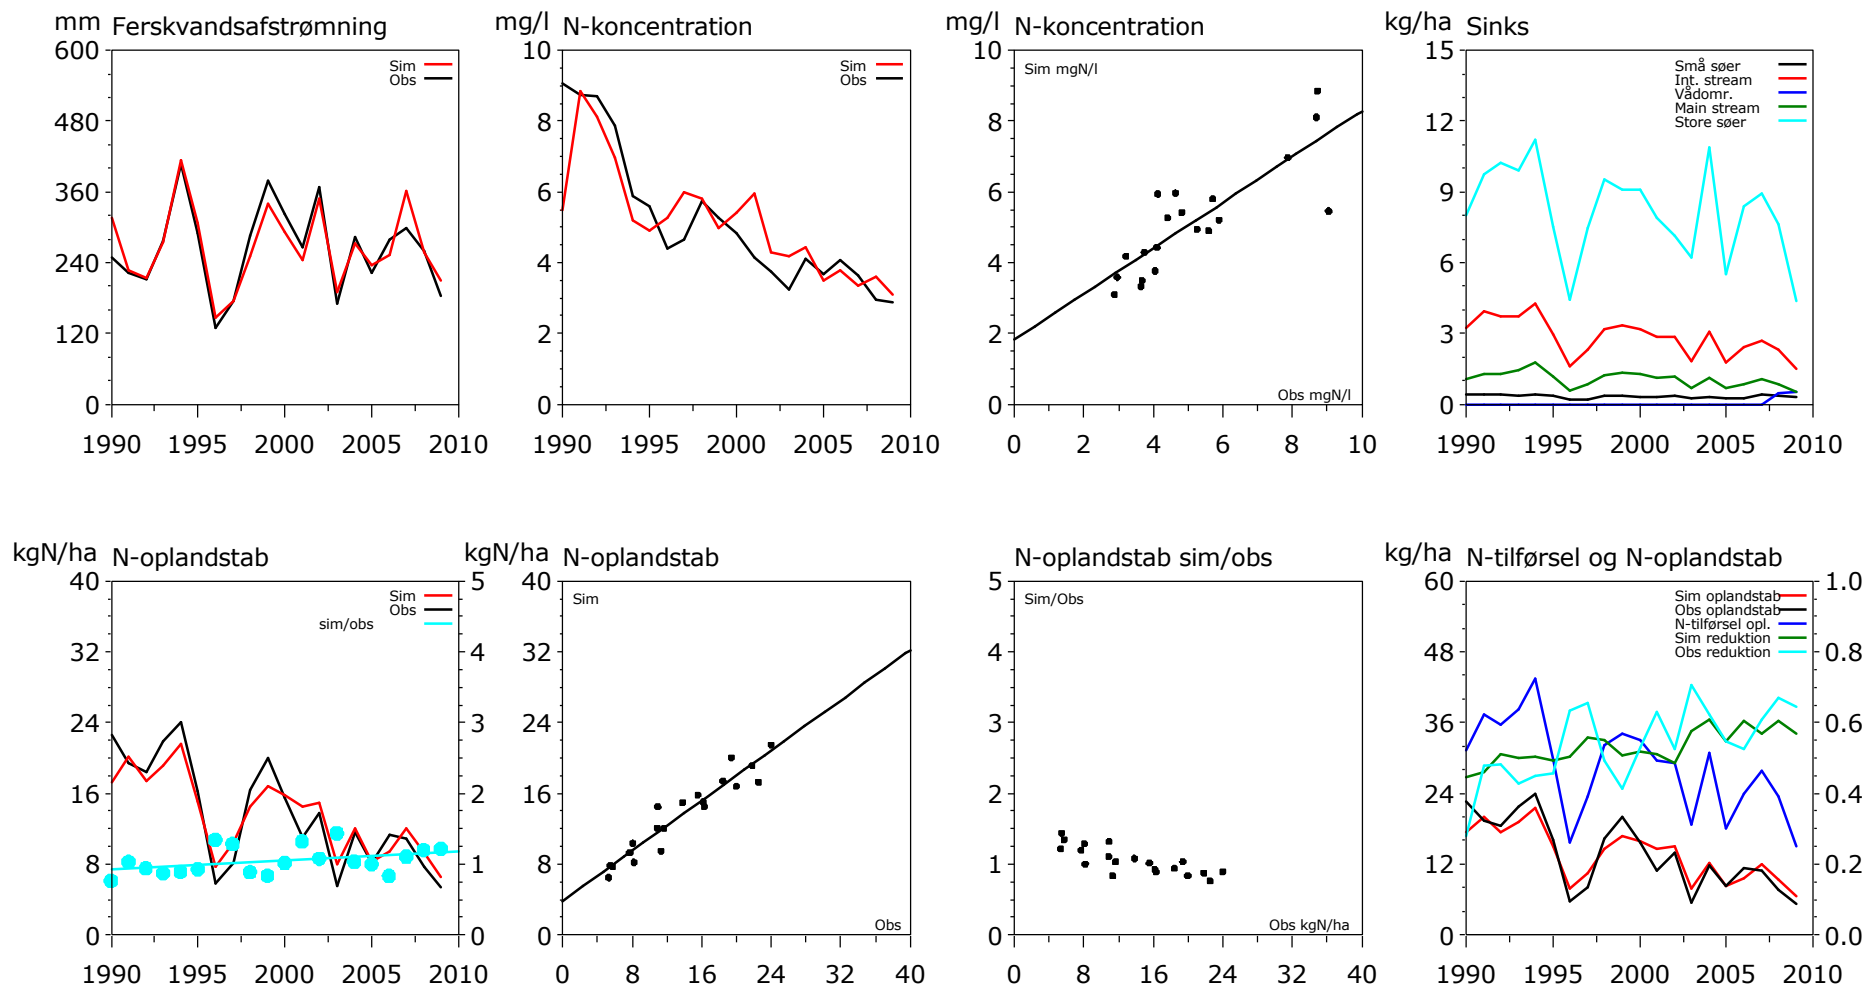 mm Ferskvandsafstrømning
600
480
360
240
120
0
Sim
Obs
1990 1995 2000 2005 2010
mg/l N-koncentration
10
8
6
4
2
0
Sim
Obs
1990 1995 2000 2005 2010
mg/l N-koncentration
10
8
6
4
2
0
Sim mgN/l
Obs mgN/l
0 2 4 6 8 10
kg/ha Sinks
15
12
9
6
3
0
Små søer
Int. stream
Vådomr.
Main stream
Store søer
1990 1995 2000 2005 2010
kgN/ha N-oplandstab
40
32
24
16
8
0
Sim
Obs
sim/obs
5
4
3
2
1
0
1990 1995 2000 2005 2010
kgN/ha N-oplandstab
40
32
24
16
8
0
Sim
Obs
0 8 16 24 32 40
N-oplandstab sim/obs
5
4
3
2
1
0
Sim/Obs
Obs kgN/ha
0 8 16 24 32 40
kg/ha N-tilførsel og N-oplandstab
60
48
36
24
12
0
Sim oplandstab
Obs oplandstab
N-tilførsel opl.
Sim reduktion
Obs reduktion
1.0
0.8
0.6
0.4
0.2
0.0
1990 1995 2000 2005 2010